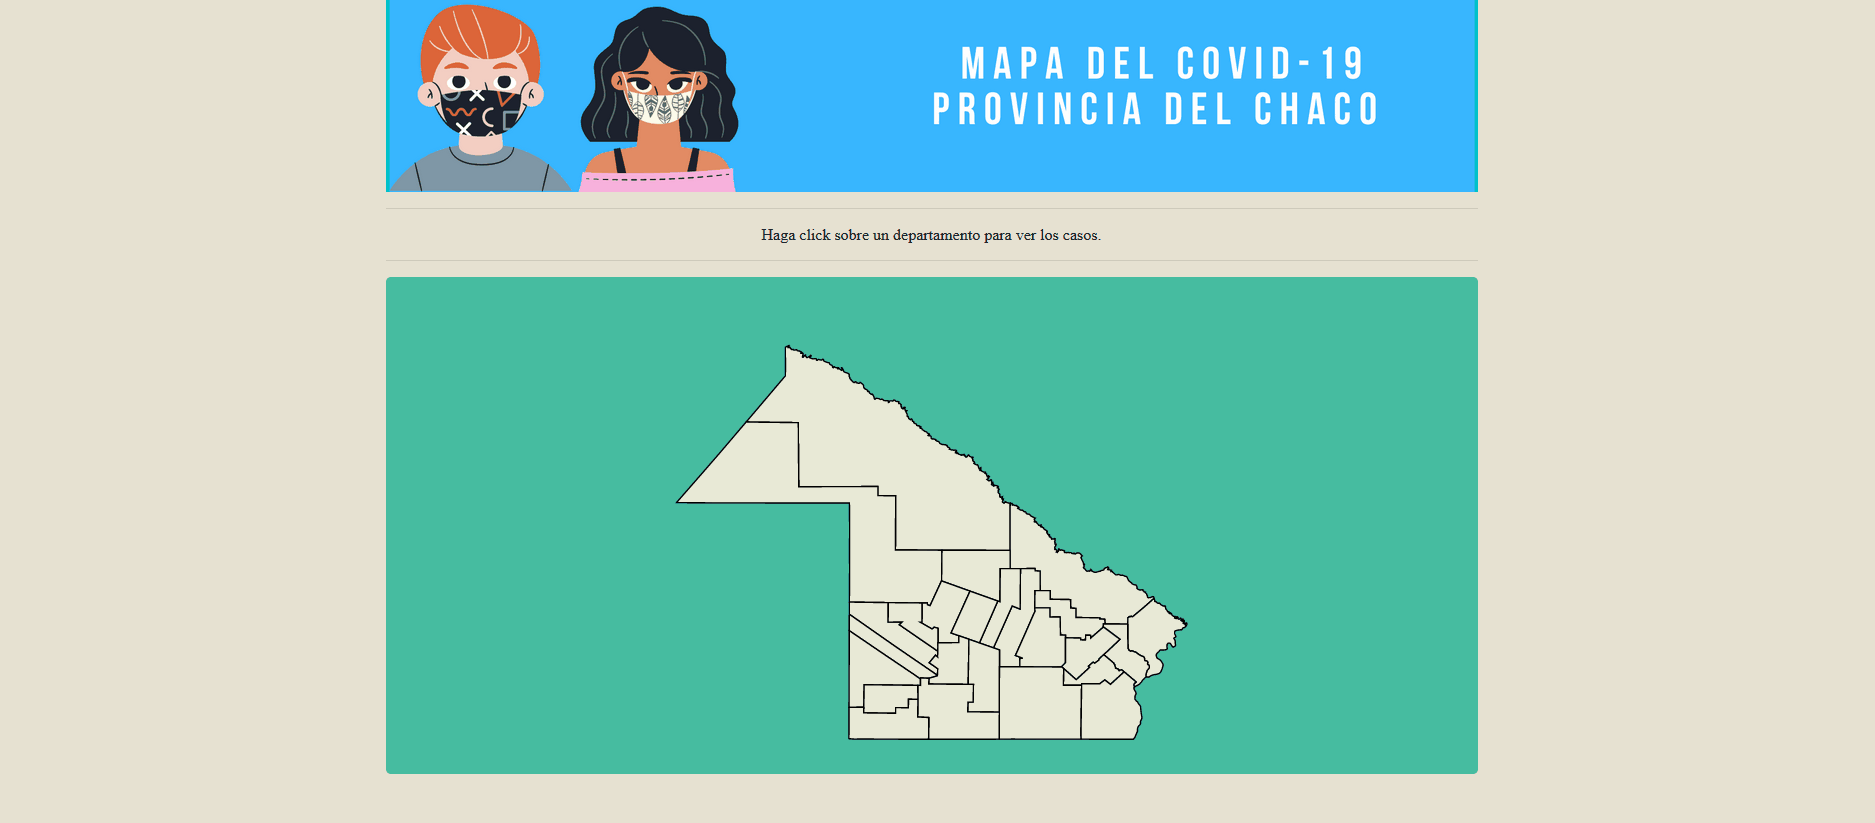 MAPA DEL COVID-19
PROVINCIA DEL CHACO
Haga click sobre un departamento para ver los casos.